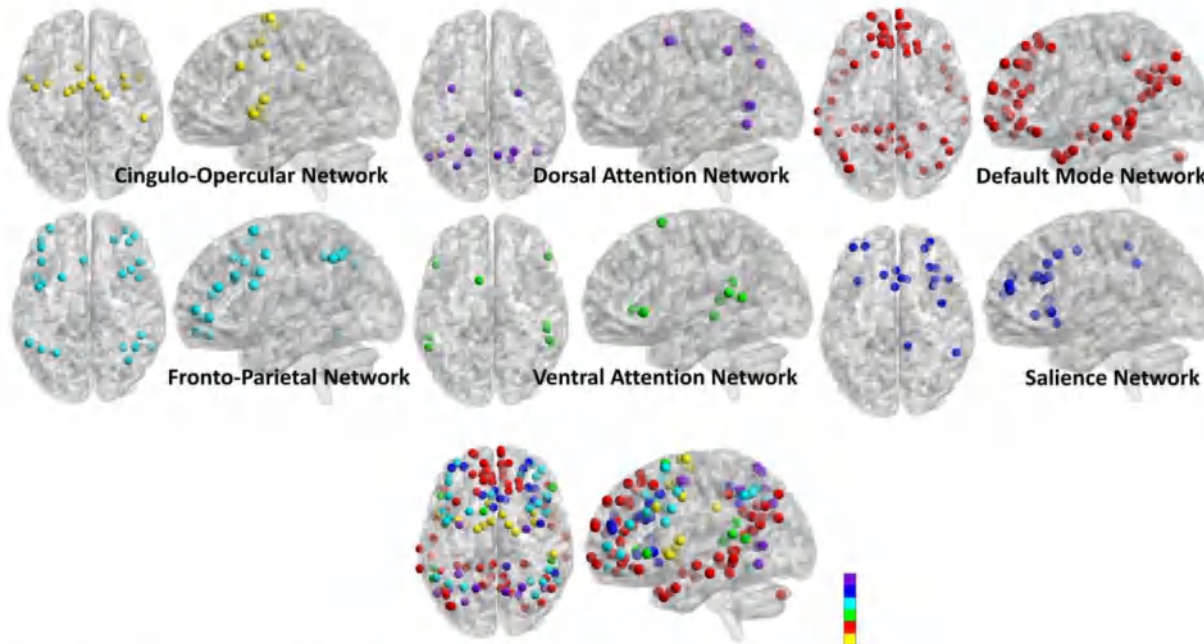 Cingulo-Opercular Network
Dorsal Attention Network
Default Mode Network
Fronto-Parietal Network
Ventral Attention Network
Salience Network